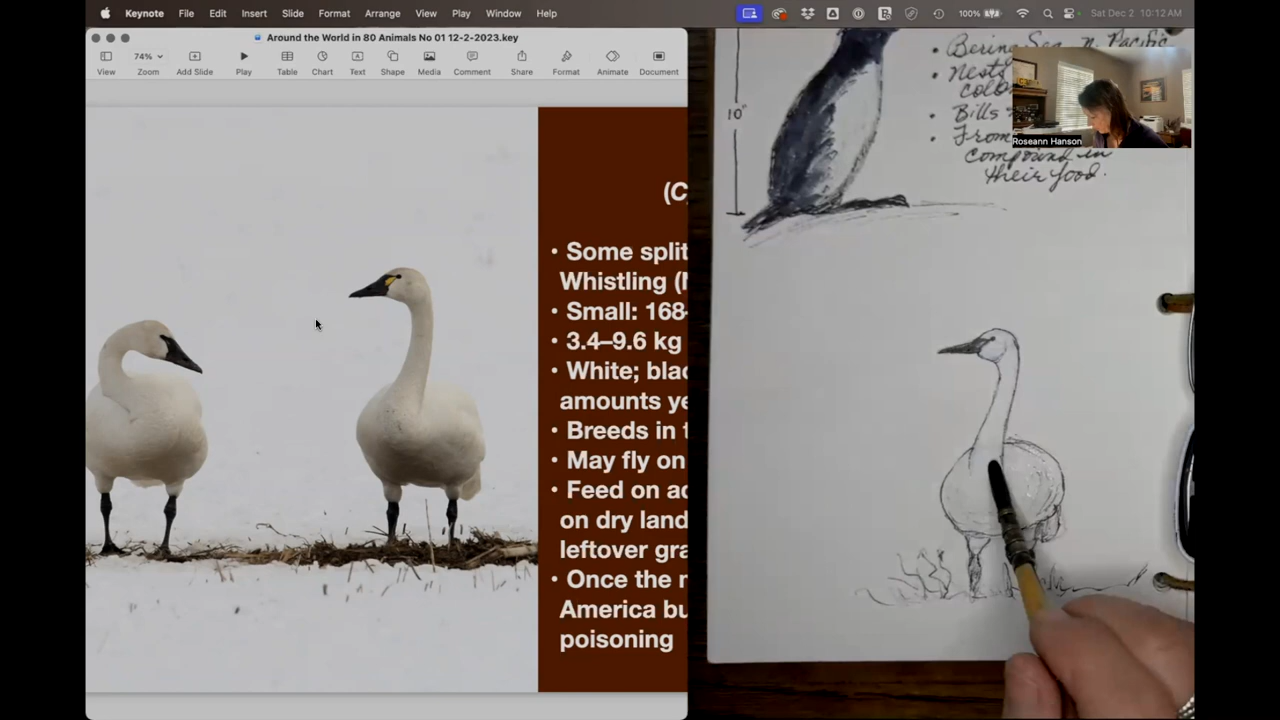 Keynote File Edit Insert Slide Format Arrange View Play Window Help
100% Sat Dec 2 10:12 AM
Around the World in 80 Animals No 01 12-2-2023.key
74%
View Zoom Add Slide Play Table Chart Text Shape Media Comment Share Format Animate Document
(C
• Some split
Whistling (
• Small: 168-
• 3.4–9.6 kg
• White; blac
amounts ye
• Breeds in t
• May fly on
• Feed on ac
on dry land
leftover gra
• Once the
America bu
poisoning
10"
• Bering Sea, n. Pacific
• Nests
colo
• Bills
• From
compound in
their food.
Roseann Hanson